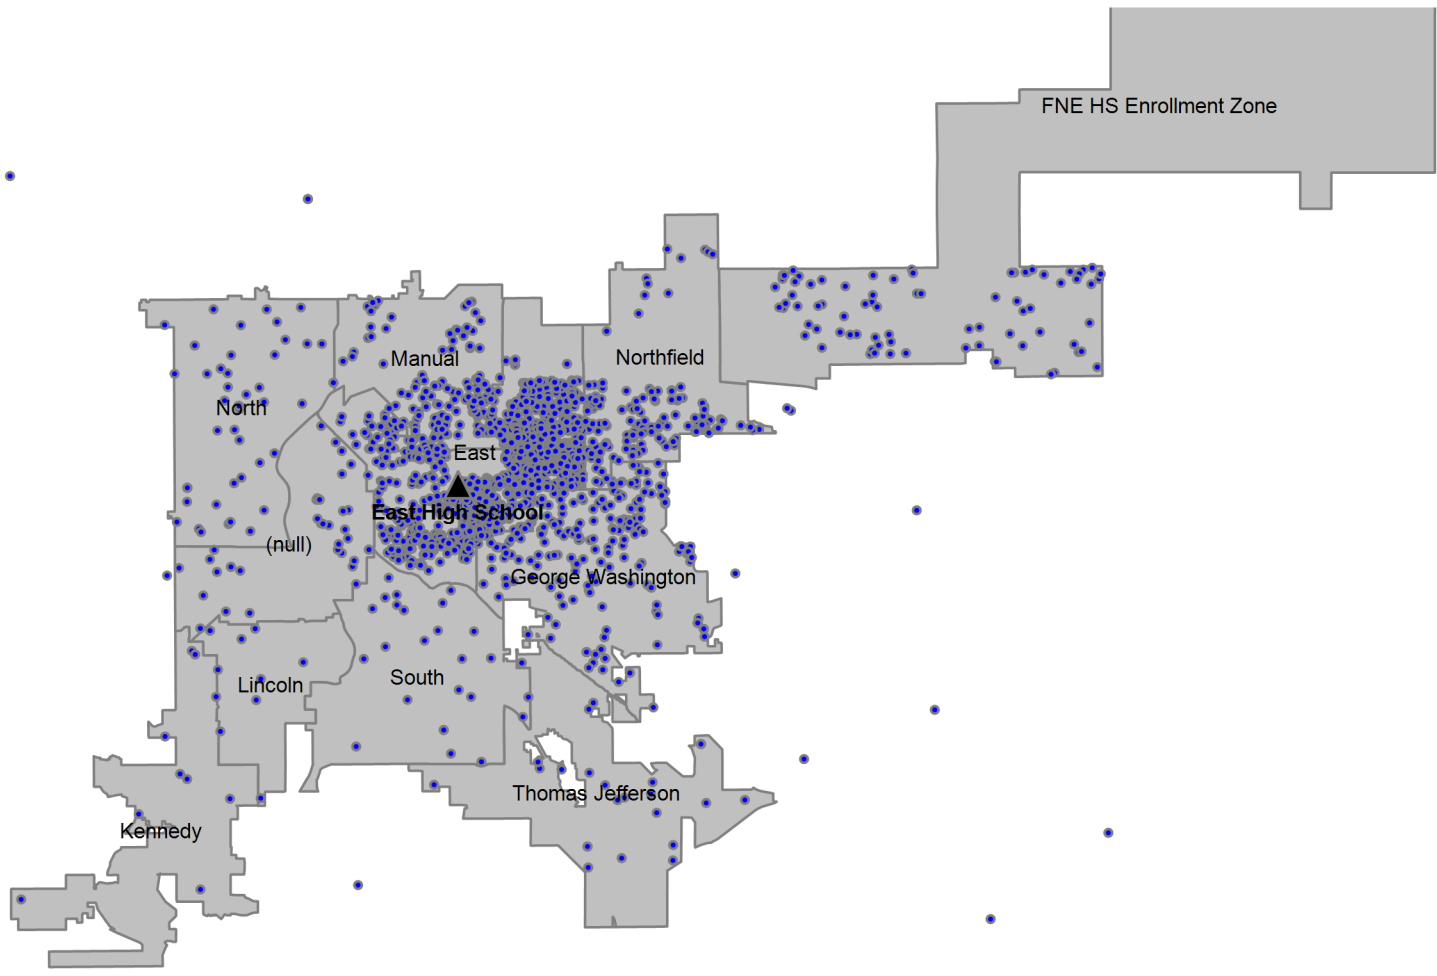 FNE HS Enrollment Zone
Manual
Northfield
North
East
East High School
(null)
George Washington
South
Lincoln
Thomas Jefferson
Kennedy